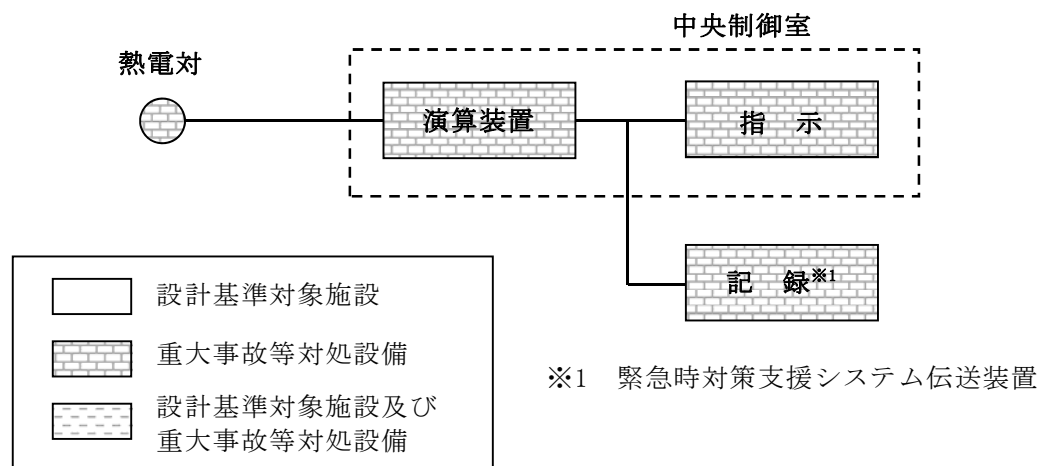 中央制御室
熱電対
演算装置
指　示
記　録※1
設計基準対象施設
重大事故等対処設備
設計基準対象施設及び
重大事故等対処設備
※1　緊急時対策支援システム伝送装置